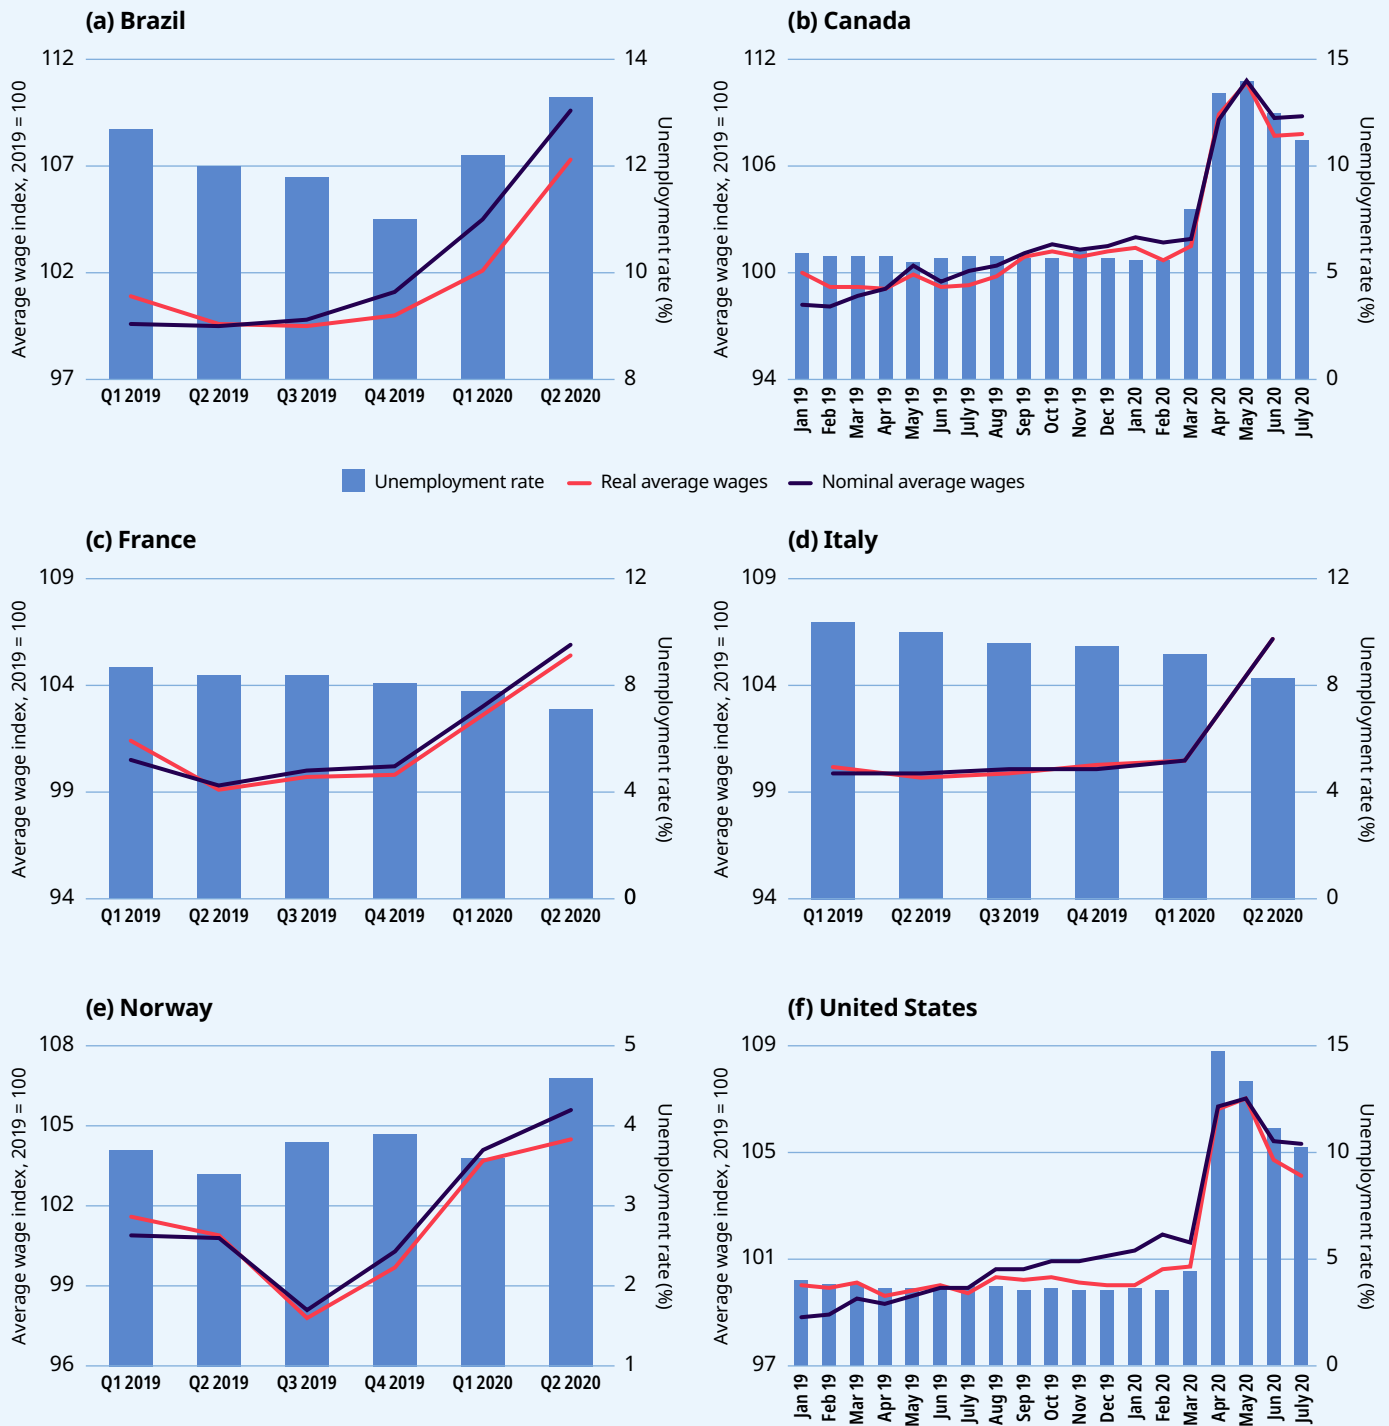 (a) Brazil
Average wage index, 2019 = 100
112
107
102
97
14
12
10
8
Unemployment rate (%)
Q1 2019 Q2 2019 Q3 2019 Q4 2019 Q1 2020 Q2 2020
(b) Canada
Average wage index, 2019 = 100
112
106
100
94
15
10
5
0
Unemployment rate (%)
Jan 19 Feb 19 Mar 19 Apr 19 May 19 Jun 19 July 19 Aug 19 Sep 19 Oct 19 Nov 19 Dec 19 Jan 20 Feb 20 Mar 20 Apr 20 May 20 Jun 20 July 20
Unemployment rate Real average wages Nominal average wages
(c) France
Average wage index, 2019 = 100
109
104
99
94
12
8
4
0
Unemployment rate (%)
Q1 2019 Q2 2019 Q3 2019 Q4 2019 Q1 2020 Q2 2020
(d) Italy
Average wage index, 2019 = 100
109
104
99
94
12
8
4
0
Unemployment rate (%)
Q1 2019 Q2 2019 Q3 2019 Q4 2019 Q1 2020 Q2 2020
(e) Norway
Average wage index, 2019 = 100
108
105
102
99
96
5
4
3
2
1
Unemployment rate (%)
Q1 2019 Q2 2019 Q3 2019 Q4 2019 Q1 2020 Q2 2020
(f) United States
Average wage index, 2019 = 100
109
105
101
97
15
10
5
0
Unemployment rate (%)
Jan 19 Feb 19 Mar 19 Apr 19 May 19 Jun 19 July 19 Aug 19 Sep 19 Oct 19 Nov 19 Dec 19 Jan 20 Feb 20 Mar 20 Apr 20 May 20 Jun 20 July 20